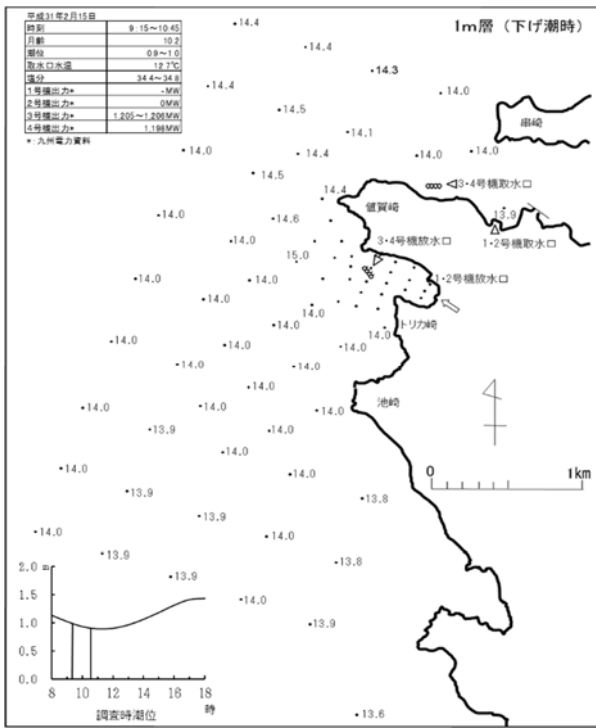 平成31年2月15日
時刻 9:15～10:45
月齢 10.2
潮位 0.9～1.0
取水口水温 12.7℃
塩分 34.4～34.8
1号機出力* -MW
2号機出力* 0MW
3号機出力* 1,205～1,206MW
4号機出力* 1,198MW
*:九州電力資料
1m層（下げ潮時）
14.4
14.4
14.3
14.4
14.0
14.5
14.1
串崎
14.0
14.4
14.0
14.0
14.5
3・4号機取水口
14.4
値賀崎
13.9
14.0
14.6
14.0
3・4号機放水口
1・2号機取水口
15.0
14.0
14.0
1・2号機放水口
14.0
14.0
14.0
トリカ崎
14.0
14.0
14.0
14.0
14.0
14.0
14.0
池崎
14.0
14.0
14.0
13.9
14.0
14.0
14.0
14.0
0
1km
13.9
13.8
13.9
14.0
14.0
13.9
13.8
13.9
14.0
13.9
13.6
2.0 m
1.5
1.0
0.5
0.0
8 10 12 14 16 18 時
調査時潮位